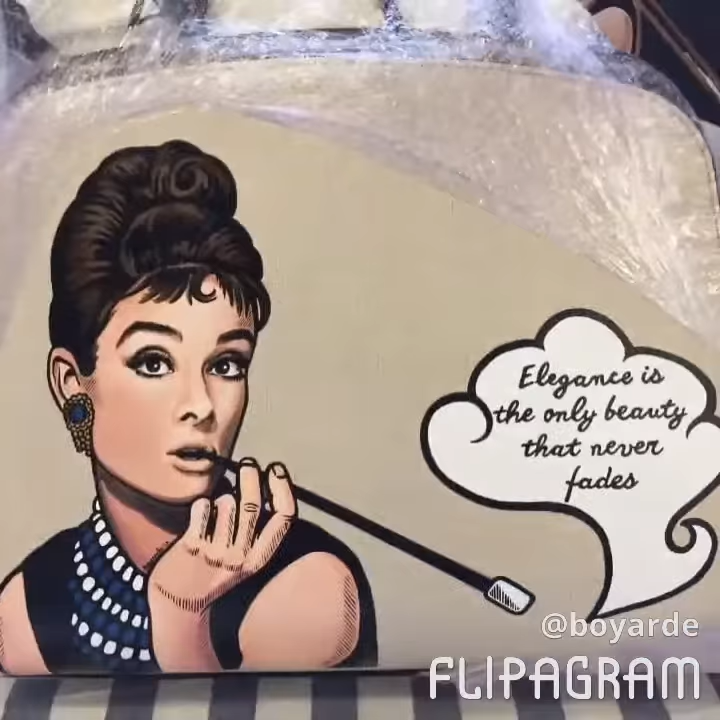 Elegance is
the only beauty
that never
fades
@boyarde
FLIPAGRAM